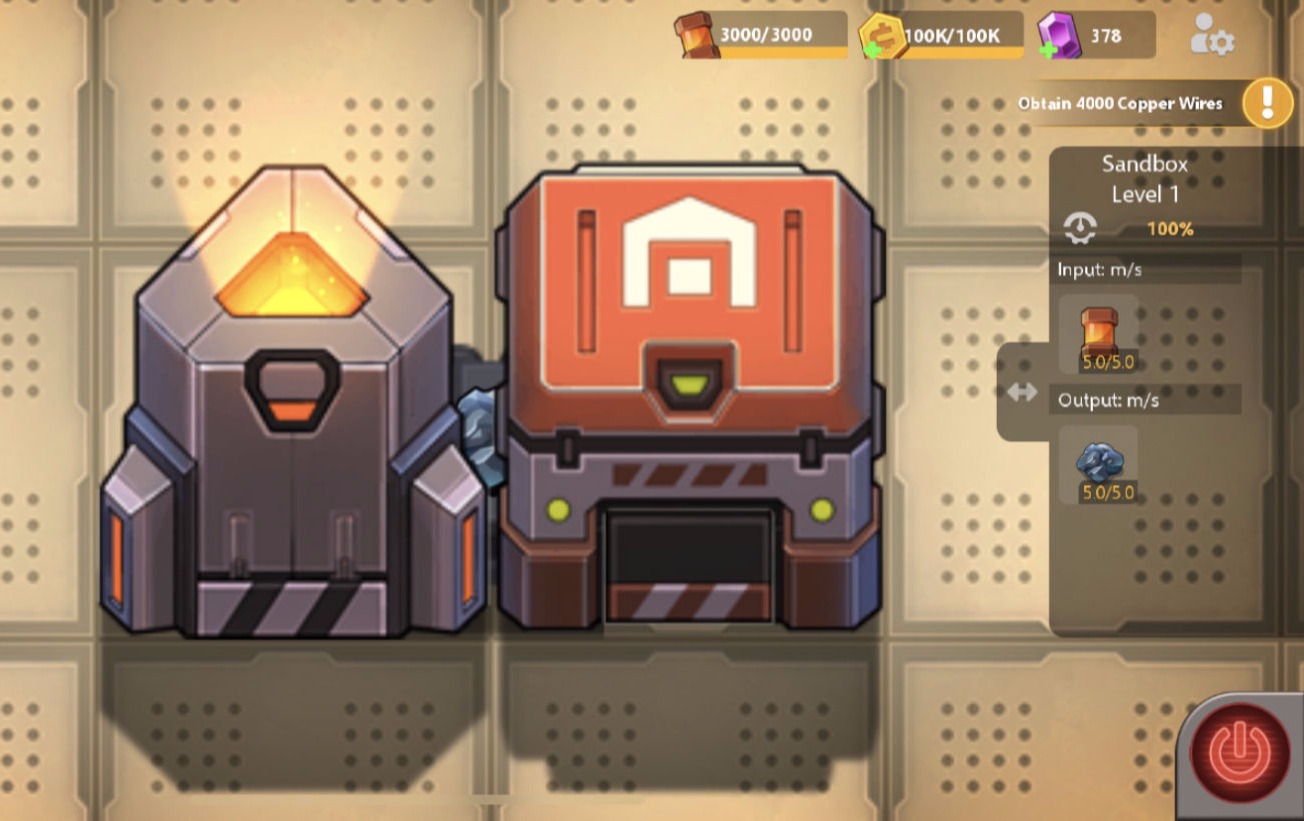 3000/3000
100K/100K
378
Obtain 4000 Copper Wires
Sandbox
Level 1
100%
Input: m/s
5.0/5.0
Output: m/s
5.0/5.0